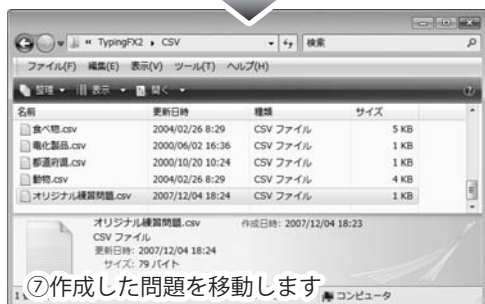 « TypingFX2 ▸ CSV 検索
ファイル(F) 編集(E) 表示(V) ツール(T) ヘルプ(H)
整理 表示 開く
名前 更新日時 種類 サイズ
食べ物.csv 2004/02/26 8:29 CSV ファイル 5 KB
電化製品.csv 2000/06/02 16:36 CSV ファイル 1 KB
都道府県.csv 2000/10/20 10:24 CSV ファイル 1 KB
動物.csv 2004/02/26 8:29 CSV ファイル 4 KB
オリジナル練習問題.csv 2007/12/04 18:24 CSV ファイル 1 KB
オリジナル練習問題.csv 作成日時: 2007/12/04 18:23
CSV ファイル
更新日時: 2007/12/04 18:24
サイズ: 79 バイト
⑦作成した問題を移動します
コンピュータ